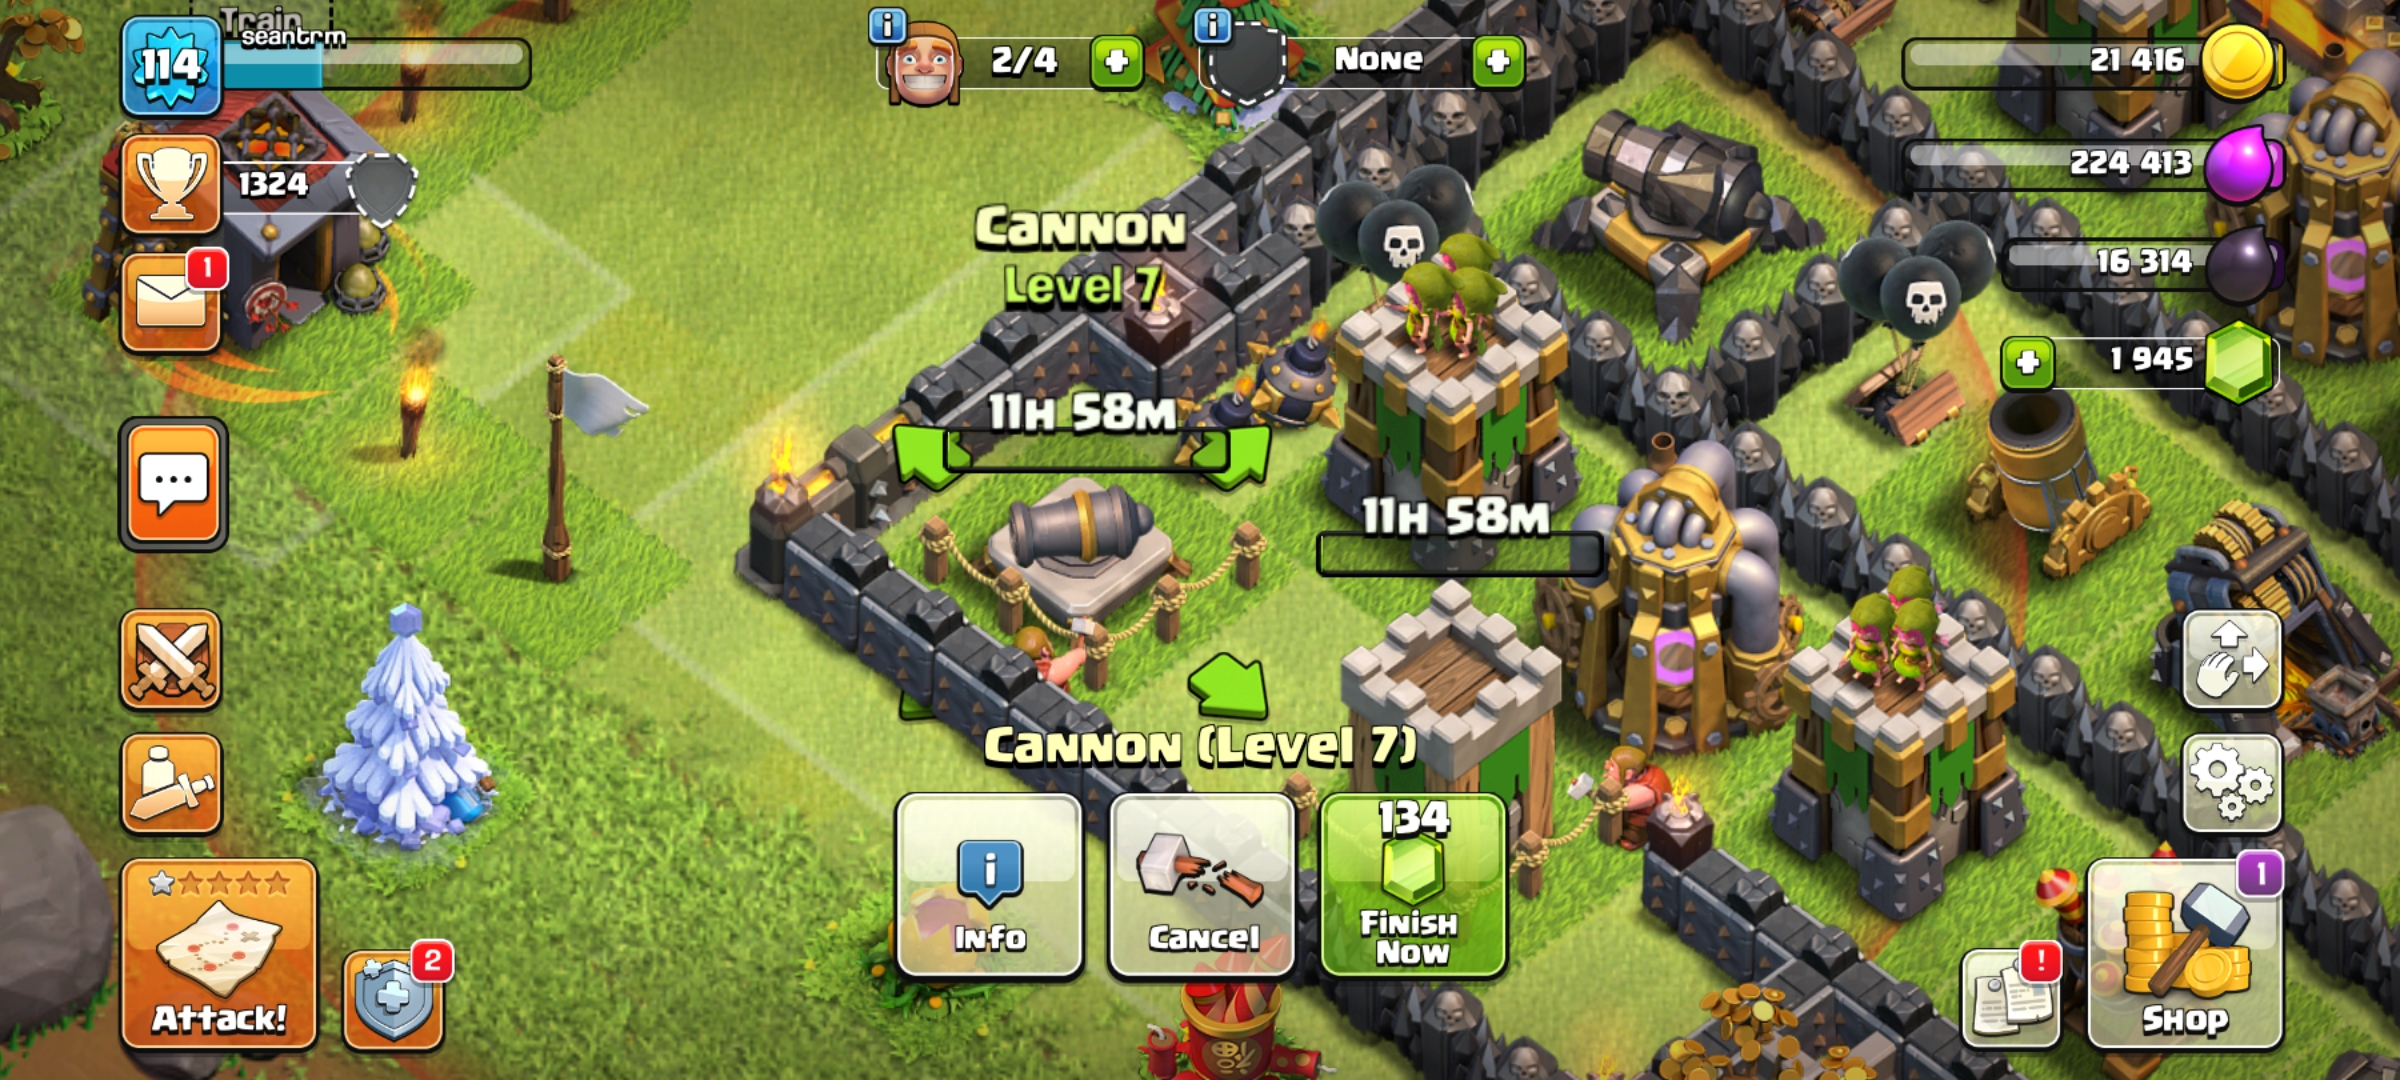 Train
114
seantrm
2/4
None
21 416
1324
224 413
1
16 314
1 945
Cannon
Level 7
11H 58M
11H 58M
Cannon (Level 7)
Info
Cancel
134
Finish
Now
Attack!
2
!
1
Shop